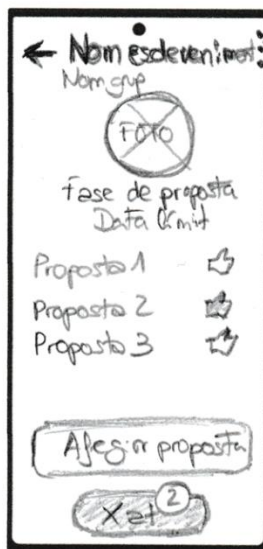 Nom esdeveniment
Nom grup
FOTO
Fase de proposta
Data límit
Proposta 1
Proposta 2
Proposta 3
Afegir proposta
Xat 2